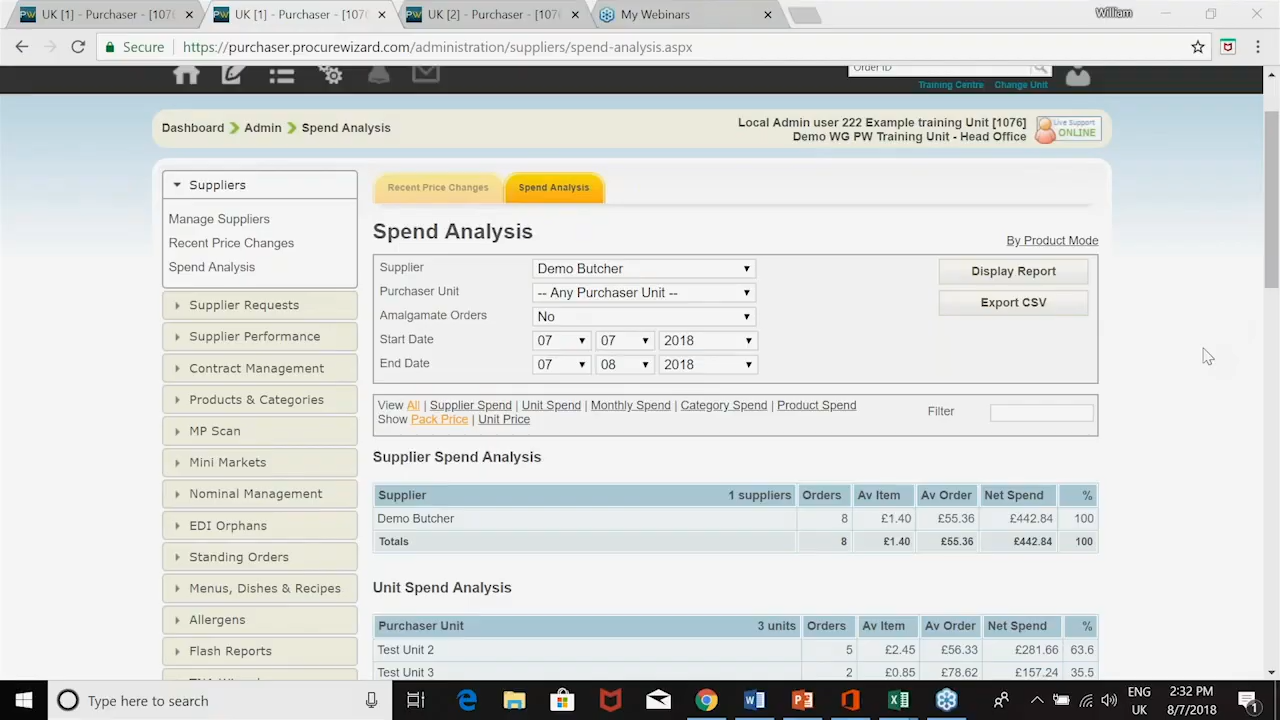 UK [1] - Purchaser - [1076
UK [1] - Purchaser - [1076
UK [2] - Purchaser - [1076
My Webinars
William
Secure
https://purchaser.procurewizard.com/administration/suppliers/spend-analysis.aspx
Order ID
Training Centre Change Unit
Dashboard Admin Spend Analysis
Local Admin user 222 Example training Unit [1076]
Demo WG PW Training Unit - Head Office
Live Support
ONLINE
Suppliers
Manage Suppliers
Recent Price Changes
Spend Analysis
Supplier Requests
Supplier Performance
Contract Management
Products & Categories
MP Scan
Mini Markets
Nominal Management
EDI Orphans
Standing Orders
Menus, Dishes & Recipes
Allergens
Flash Reports
Recent Price Changes
Spend Analysis
Spend Analysis
By Product Mode
Supplier Demo Butcher
Purchaser Unit -- Any Purchaser Unit --
Amalgamate Orders No
Start Date 07 07 2018
End Date 07 08 2018
Display Report
Export CSV
View All | Supplier Spend | Unit Spend | Monthly Spend | Category Spend | Product Spend
Show Pack Price | Unit Price
Filter
Supplier Spend Analysis
Supplier 1 suppliers Orders Av Item Av Order Net Spend %
Demo Butcher 8 £1.40 £55.36 £442.84 100
Totals 8 £1.40 £55.36 £442.84 100
Unit Spend Analysis
Purchaser Unit 3 units Orders Av Item Av Order Net Spend %
Test Unit 2 5 £2.45 £56.33 £281.66 63.6
Test Unit 3 2 £0.85 £78.62 £157.24 35.5
Type here to search
ENG
UK
2:32 PM
8/7/2018
1